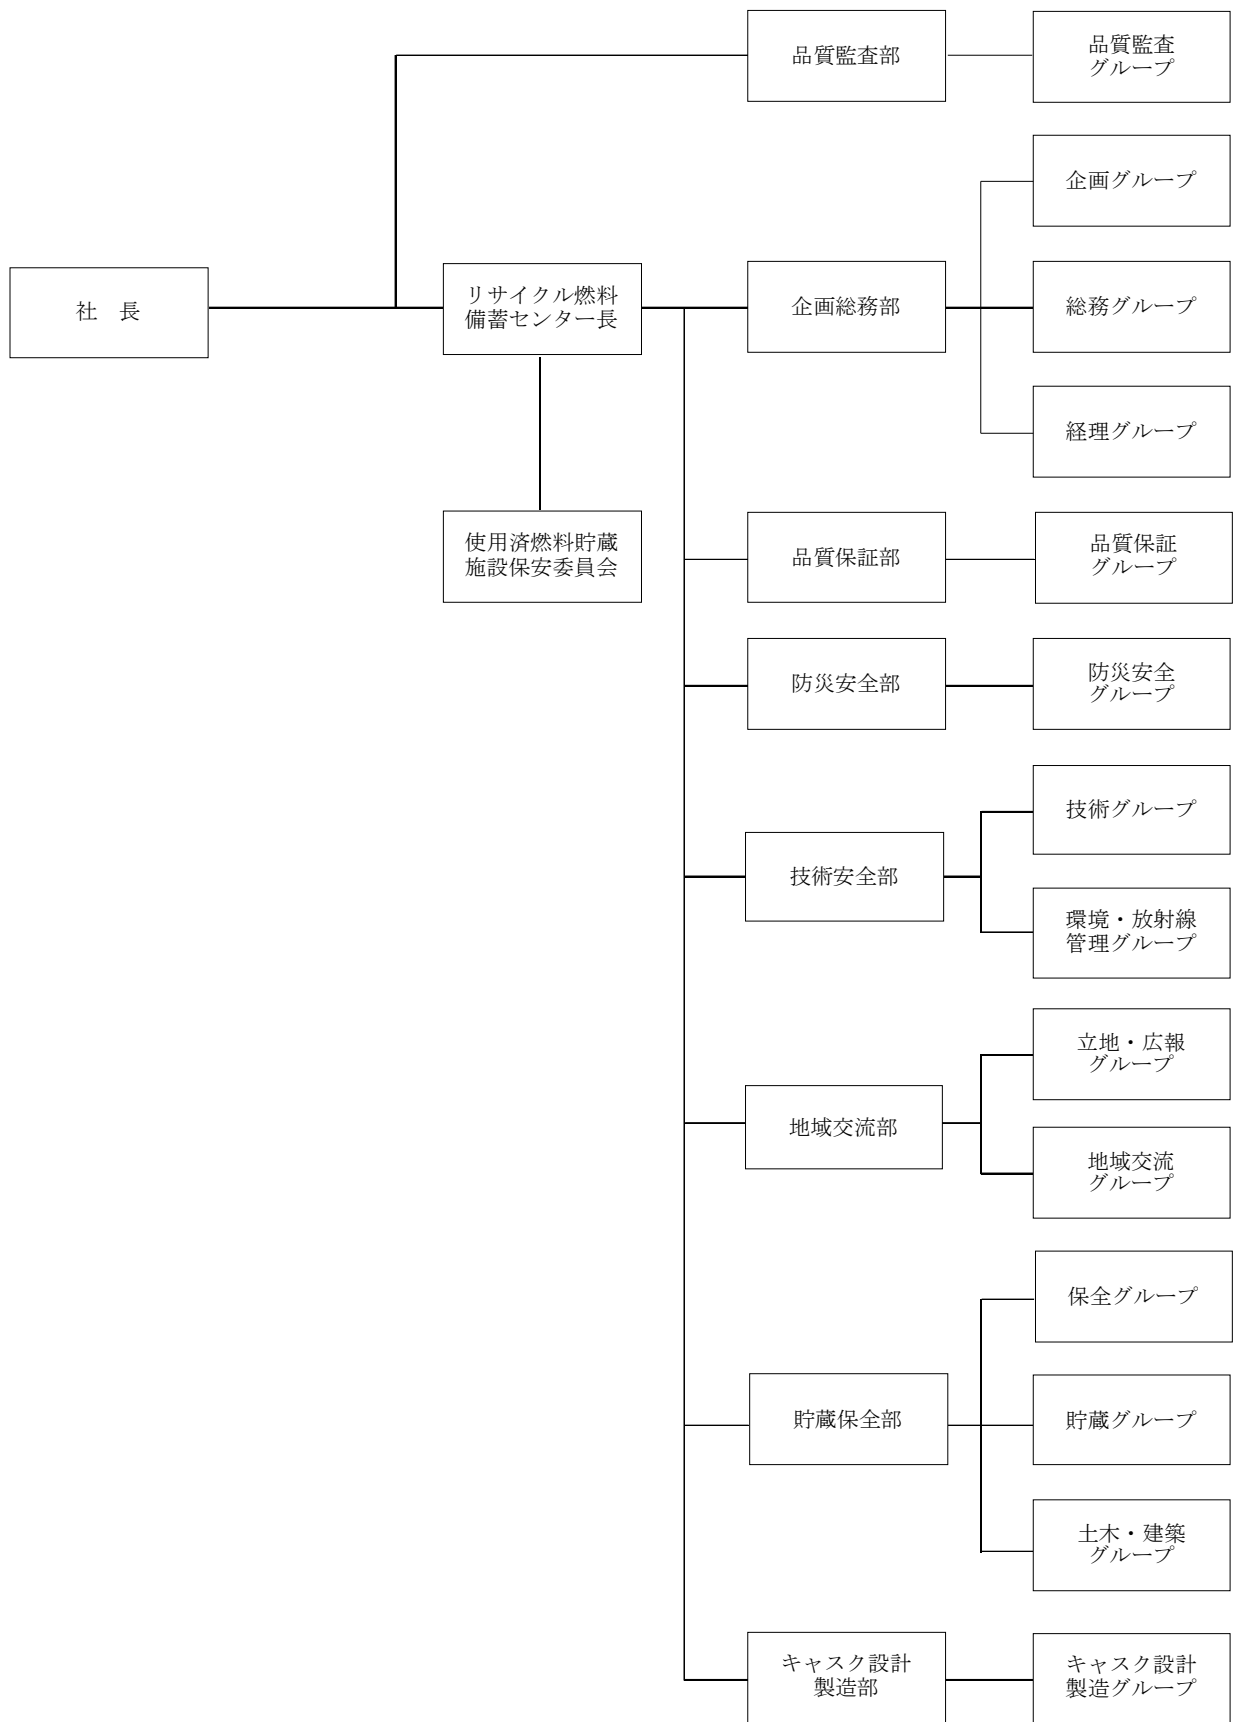 品質監査部
品質監査
グループ
企画グループ
社　長
リサイクル燃料
備蓄センター長
企画総務部
総務グループ
経理グループ
使用済燃料貯蔵
施設保安委員会
品質保証部
品質保証
グループ
防災安全部
防災安全
グループ
技術安全部
技術グループ
環境・放射線
管理グループ
地域交流部
立地・広報
グループ
地域交流
グループ
貯蔵保全部
保全グループ
貯蔵グループ
土木・建築
グループ
キャスク設計
製造部
キャスク設計
製造グループ